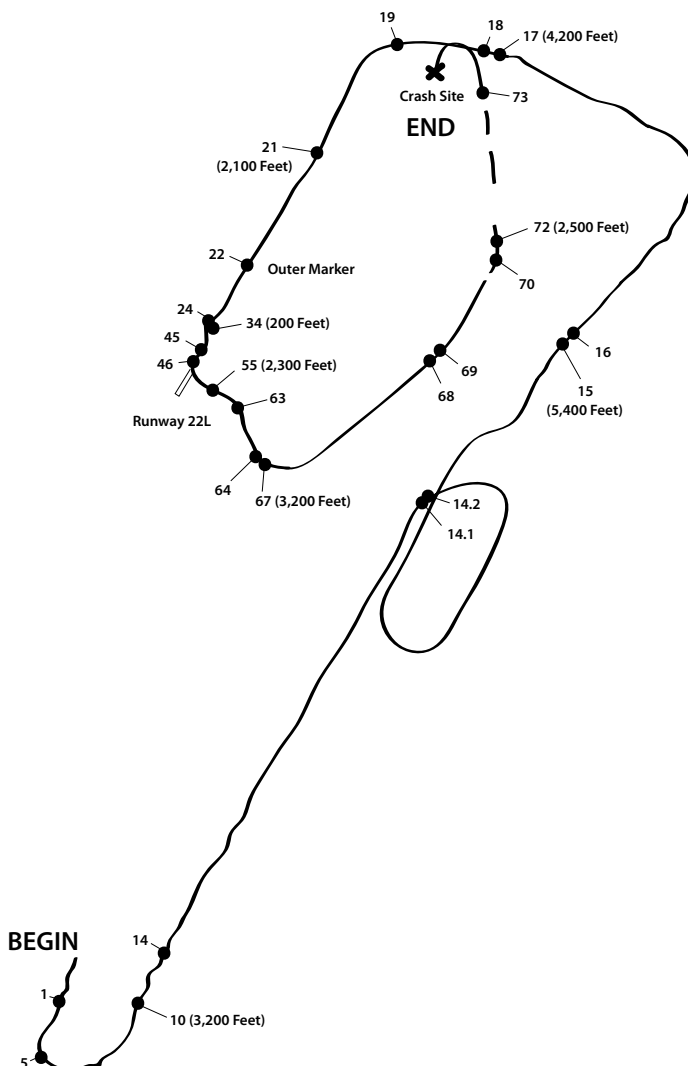 19
18
17 (4,200 Feet)
Crash Site
73
END
21
(2,100 Feet)
72 (2,500 Feet)
22
Outer Marker
70
24
34 (200 Feet)
45
16
46
55 (2,300 Feet)
69
15
(5,400 Feet)
68
63
Runway 22L
64
67 (3,200 Feet)
14.2
14.1
BEGIN
14
1
10 (3,200 Feet)
5